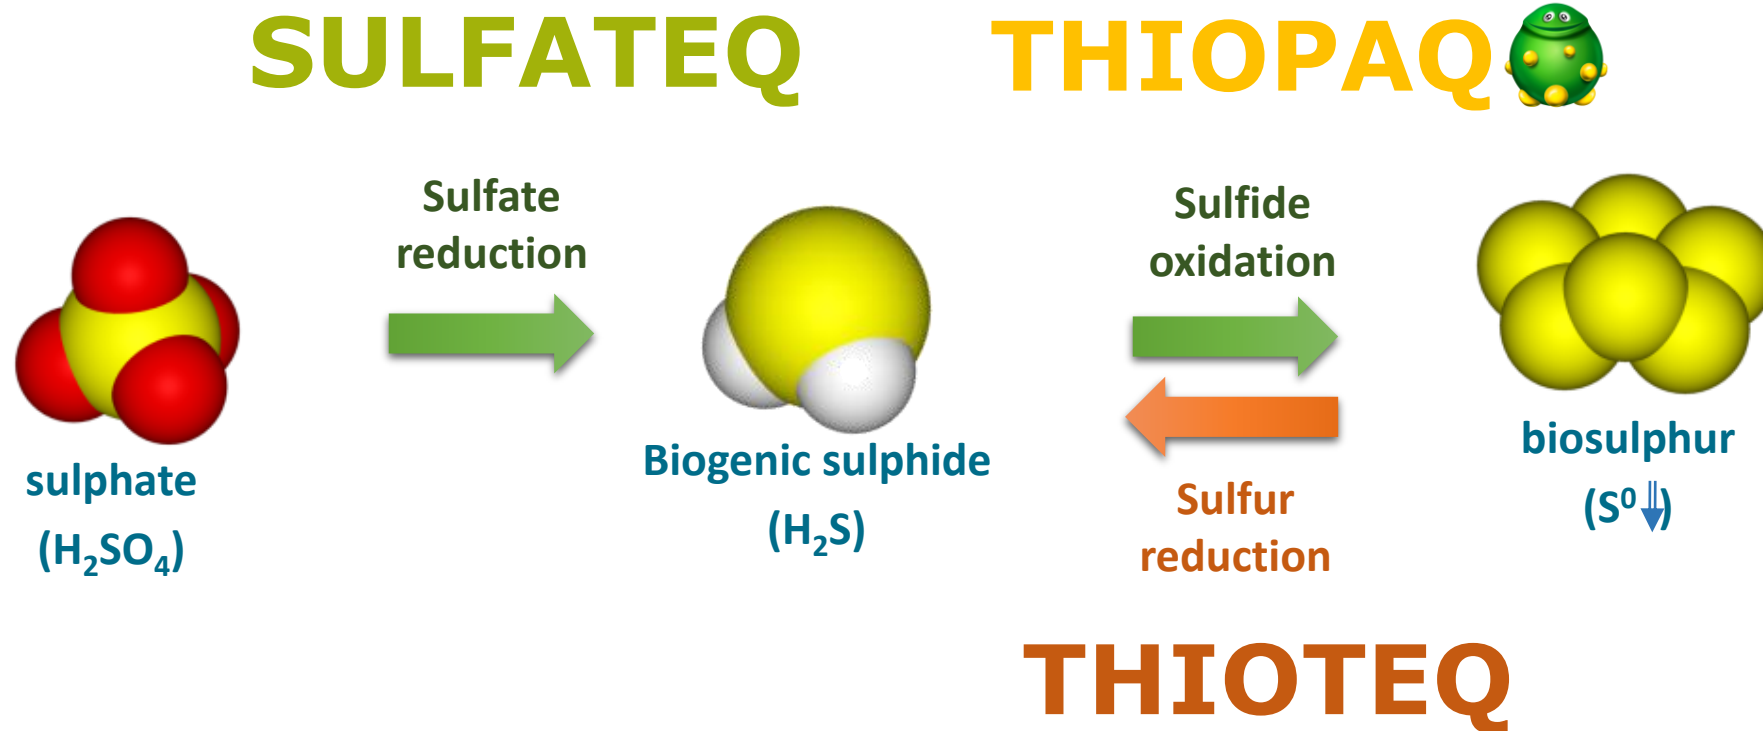 SULFATEQ
THIOPAQ
Sulfate
reduction
Sulfide
oxidation
sulphate
(H₂SO₄)
Biogenic sulphide
(H₂S)
Sulfur
reduction
biosulphur
(S⁰⇓)
THIOTEQ